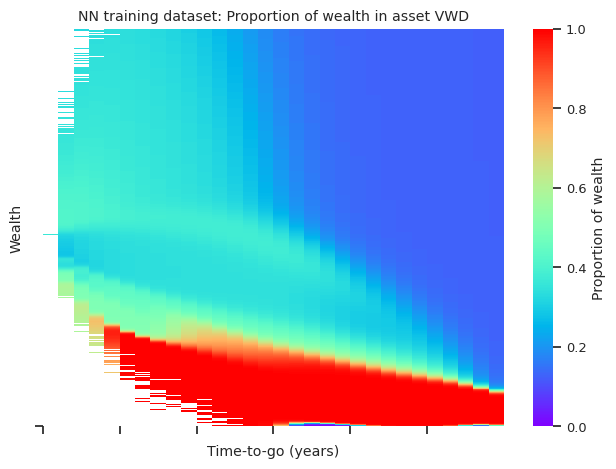 NN training dataset: Proportion of wealth in asset VWD
Wealth
Time-to-go (years)
1.0
0.8
0.6
0.4
0.2
0.0
Proportion of wealth